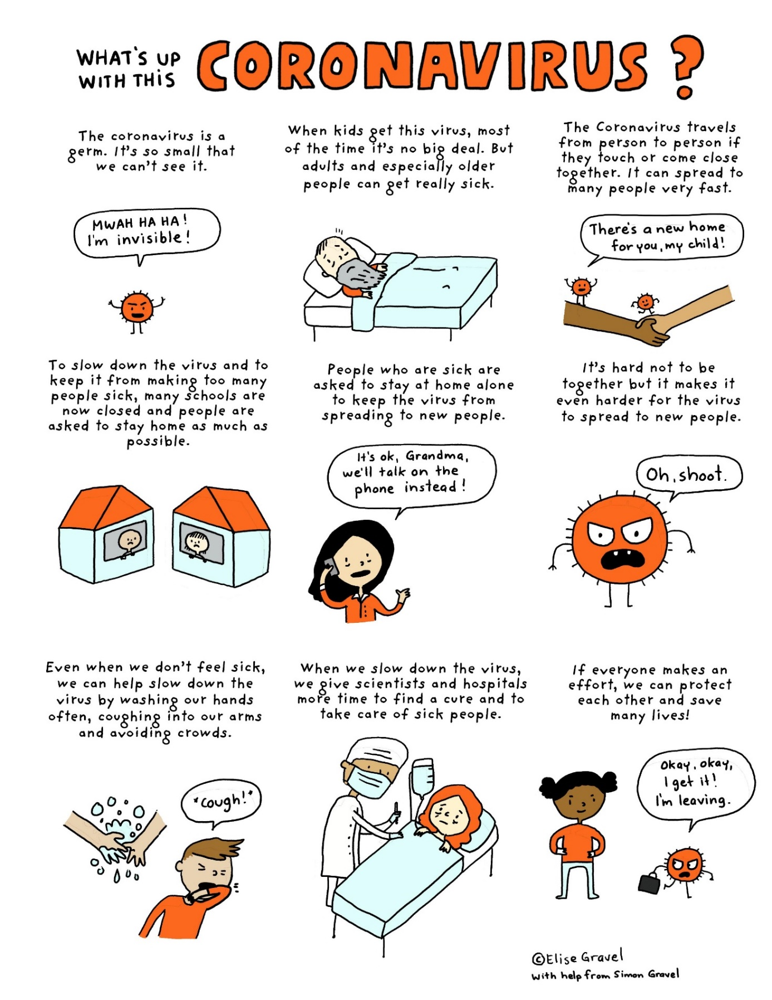 WHAT'S UP
WITH THIS
CORONAVIRUS?
The coronavirus is a
germ. It's so small that
we can't see it.
MWAH HA HA!
I'm invisible!
When kids get this virus, most
of the time it's no big deal. But
adults and especially older
people can get really sick.
The Coronavirus travels
from person to person if
they touch or come close
together. It can spread to
many people very fast.
There's a new home
for you, my child!
To slow down the virus and to
keep it from making too many
people sick, many schools are
now closed and people are
asked to stay home as much as
possible.
People who are sick are
asked to stay at home alone
to keep the virus from
spreading to new people.
It's ok, Grandma,
we'll talk on the
phone instead!
It's hard not to be
together but it makes it
even harder for the virus
to spread to new people.
Oh, shoot.
Even when we don't feel sick,
we can help slow down the
virus by washing our hands
often, coughing into our arms
and avoiding crowds.
*cough!*
When we slow down the virus,
we give scientists and hospitals
more time to find a cure and to
take care of sick people.
If everyone makes an
effort, we can protect
each other and save
many lives!
Okay, okay,
I get it!
I'm leaving.
©Elise Gravel
with help from Simon Gravel